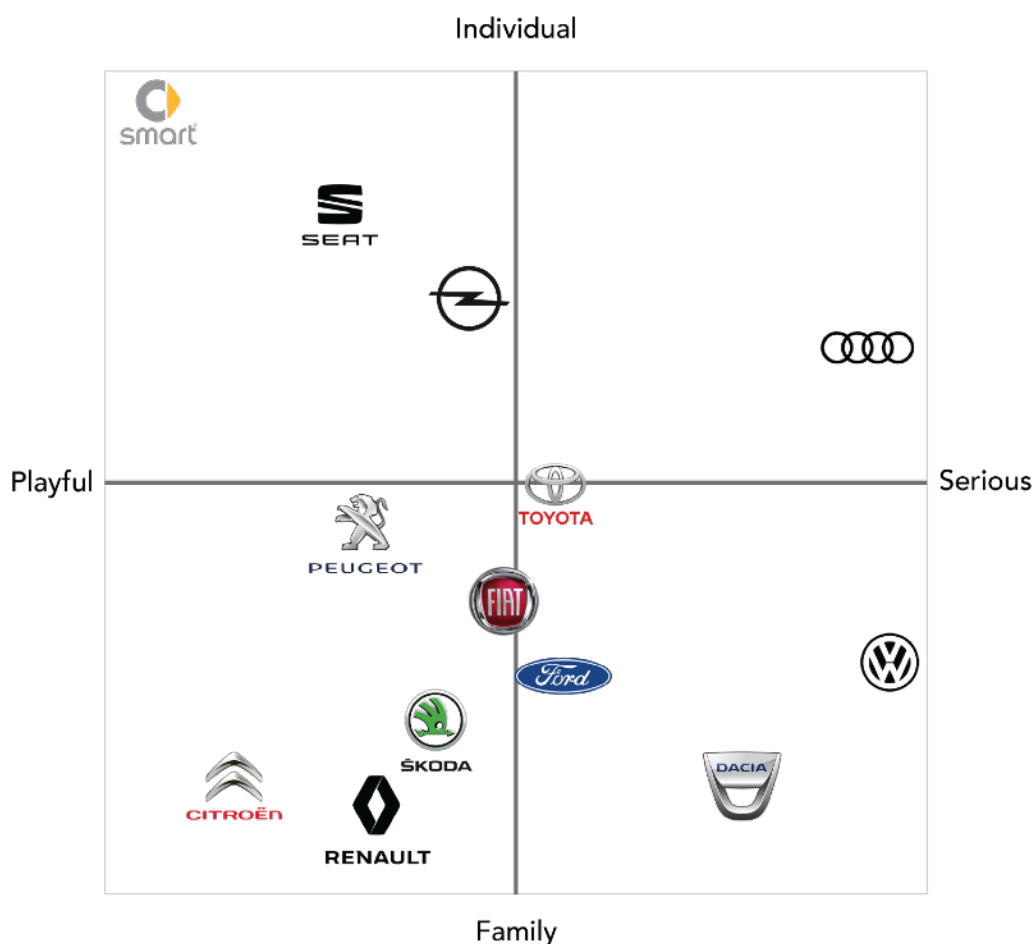 Individual
smart
SEAT
Playful
Serious
TOYOTA
PEUGEOT
FIAT
Ford
ŠKODA
DACIA
CITROËN
RENAULT
Family